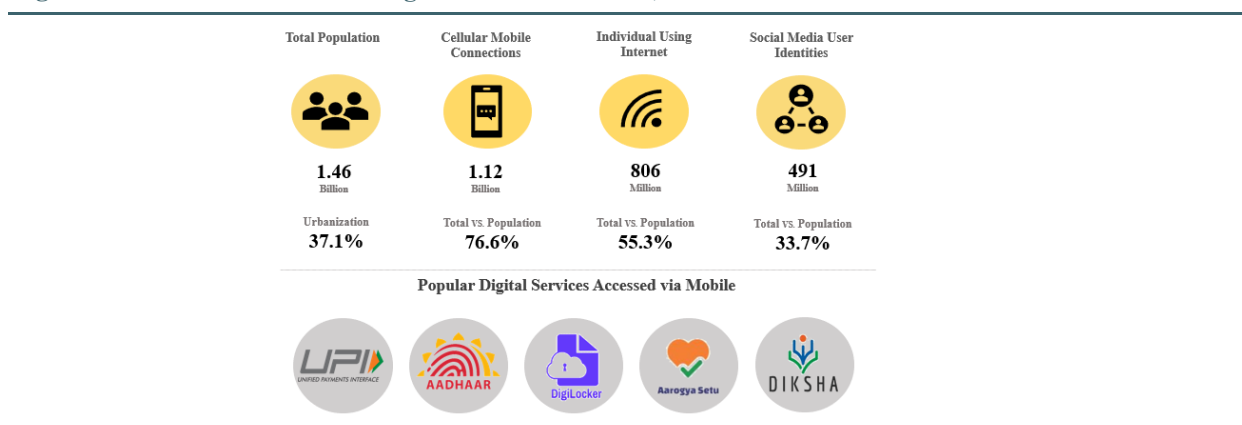 Total Population
Cellular Mobile
Connections
Individual Using
Internet
Social Media User
Identities
1.46
Billion
1.12
Billion
806
Million
491
Million
Urbanization
37.1%
Total vs. Population
76.6%
Total vs. Population
55.3%
Total vs. Population
33.7%
Popular Digital Services Accessed via Mobile
UPI
UNIFIED PAYMENTS INTERFACE
AADHAAR
DigiLocker
Aarogya Setu
DIKSHA